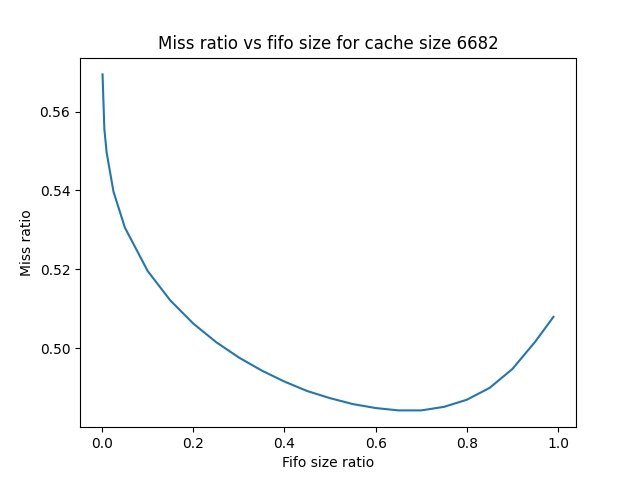 Miss ratio vs fifo size for cache size 6682
0.56
0.54
0.52
0.50
Miss ratio
0.0 0.2 0.4 0.6 0.8 1.0
Fifo size ratio